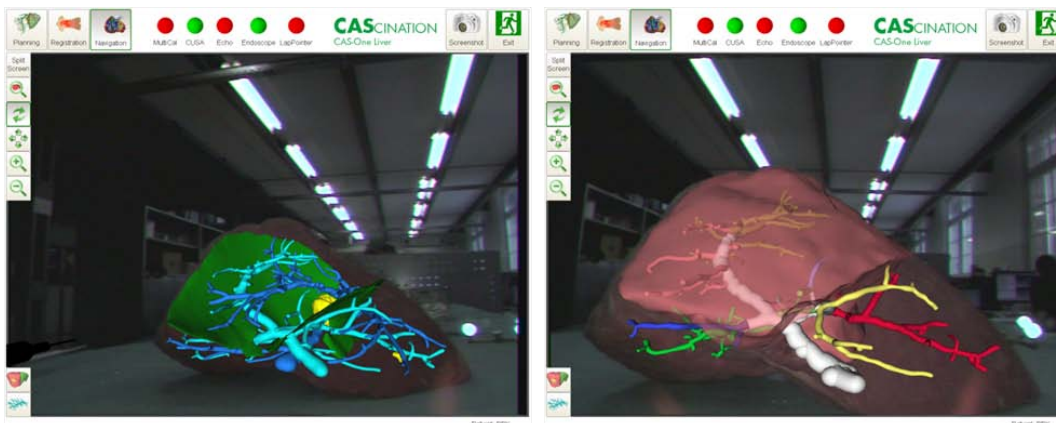 Planning
Registration
Navigation
MultiCal
CUSA
Echo
Endoscope
LapPointer
CASCINATION
CAS-One Liver
Screenshot
Exit
Split
Screen
Planning
Registration
Navigation
MultiCal
CUSA
Echo
Endoscope
LapPointer
CASCINATION
CAS-One Liver
Screenshot
Exit
Split
Screen